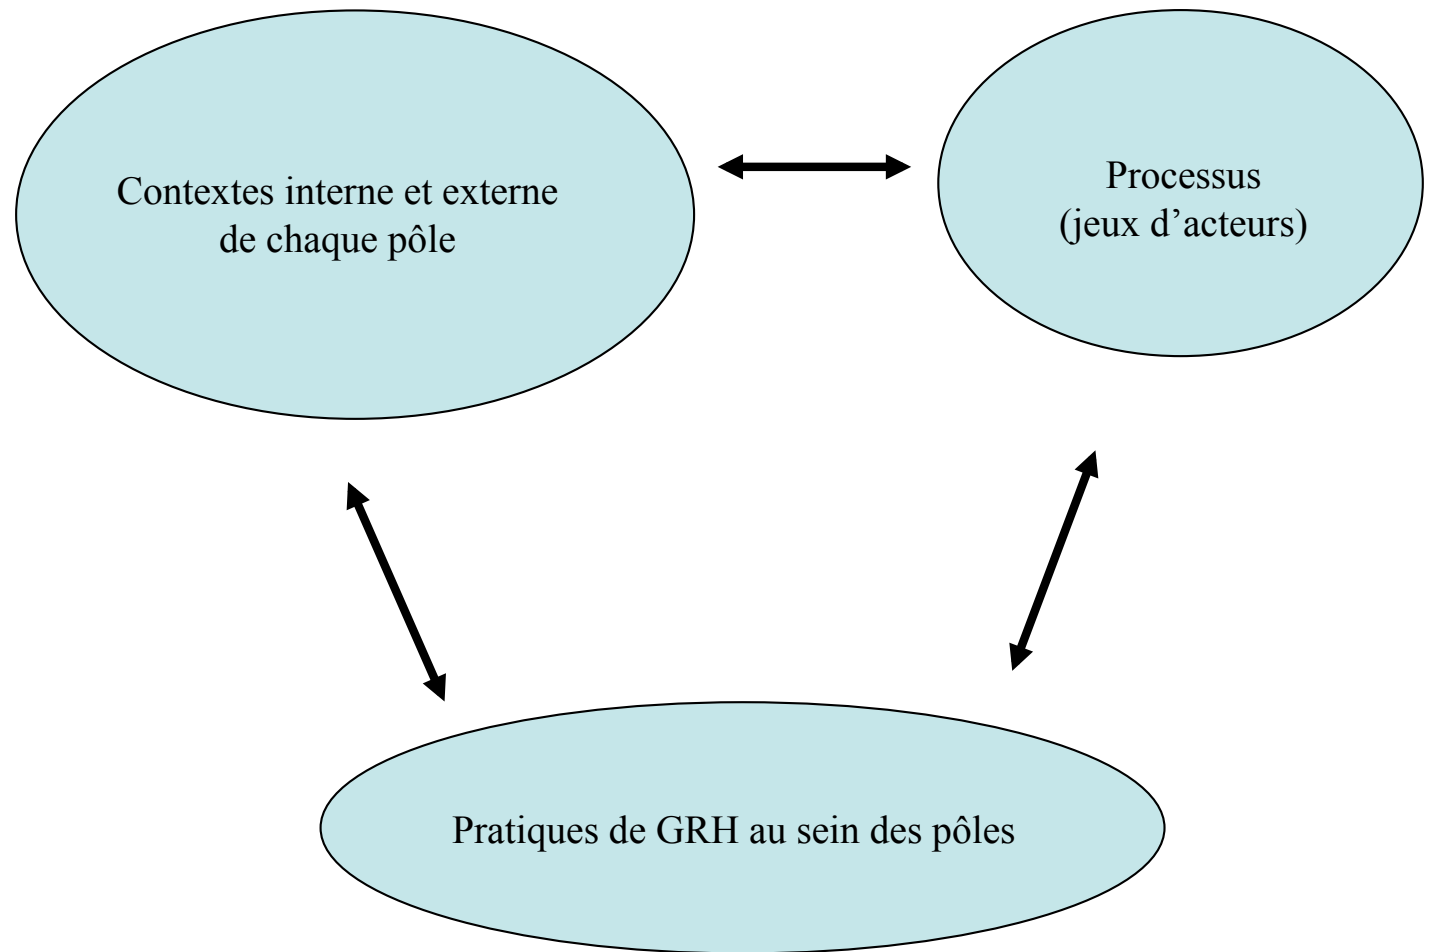 Contextes interne et externe
de chaque pôle
Processus
(jeux d’acteurs)
Pratiques de GRH au sein des pôles